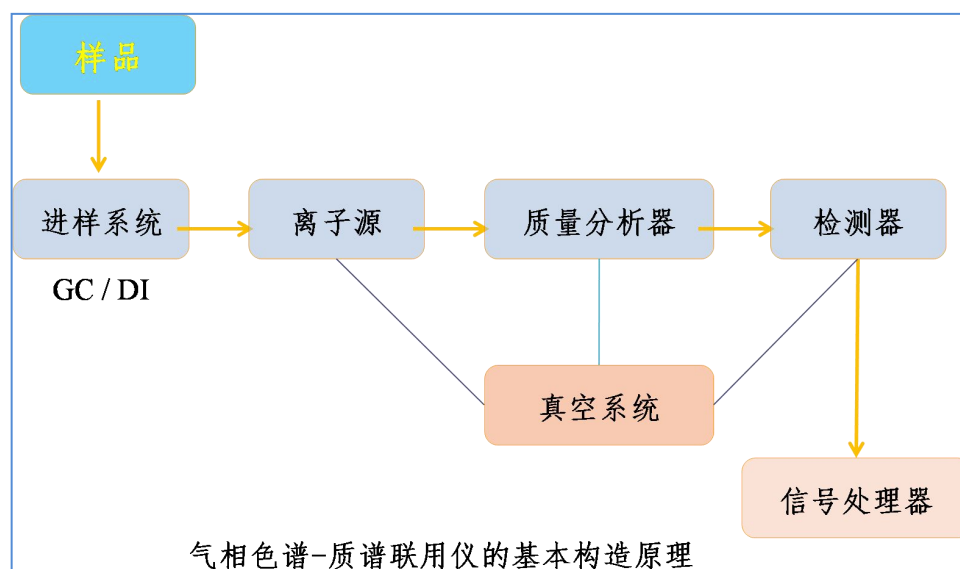 样品
进样系统
离子源
质量分析器
检测器
GC / DI
真空系统
信号处理器
气相色谱-质谱联用仪的基本构造原理